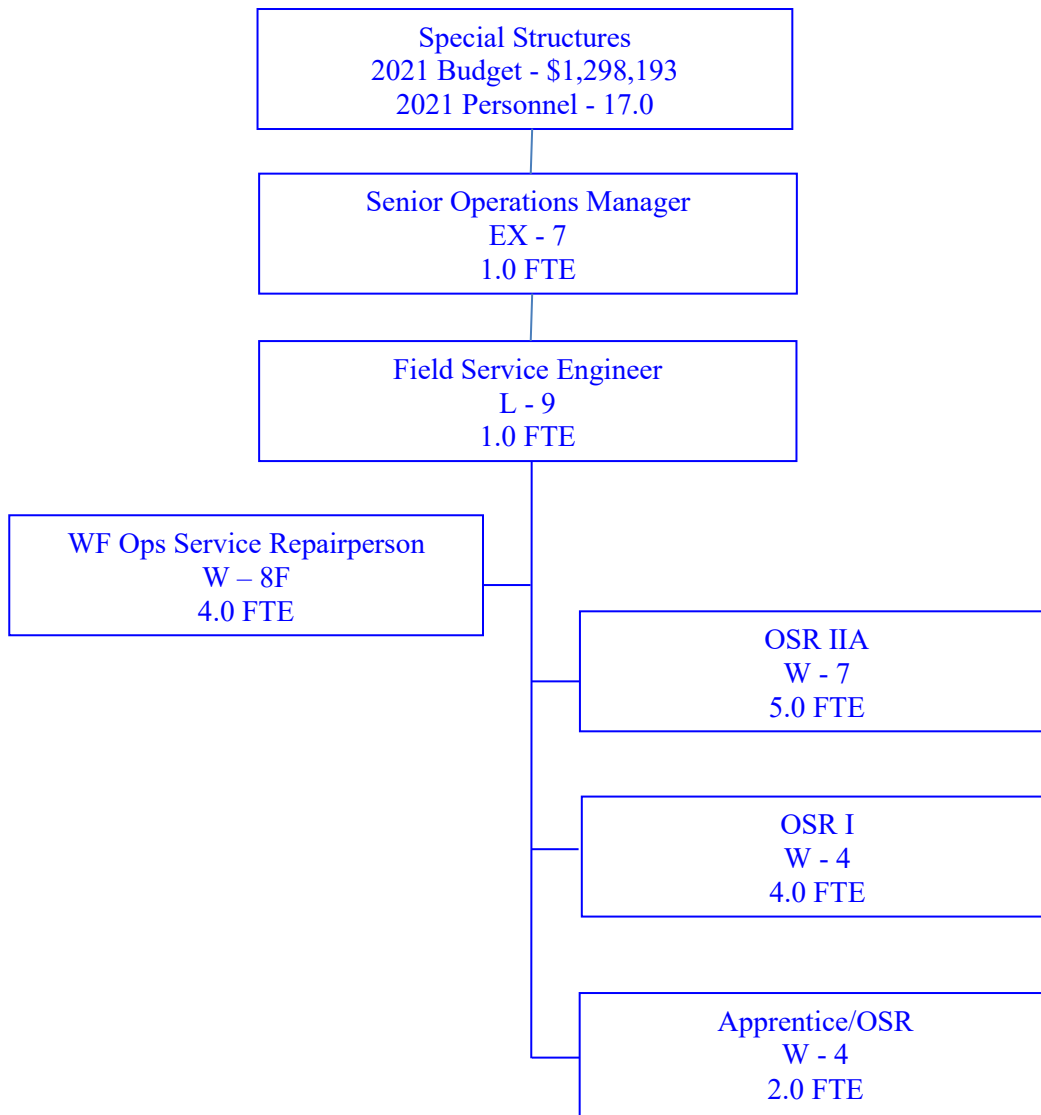 Special Structures
2021 Budget - $1,298,193
2021 Personnel - 17.0
Senior Operations Manager
EX - 7
1.0 FTE
Field Service Engineer
L - 9
1.0 FTE
WF Ops Service Repairperson
W – 8F
4.0 FTE
OSR IIA
W - 7
5.0 FTE
OSR I
W - 4
4.0 FTE
Apprentice/OSR
W - 4
2.0 FTE